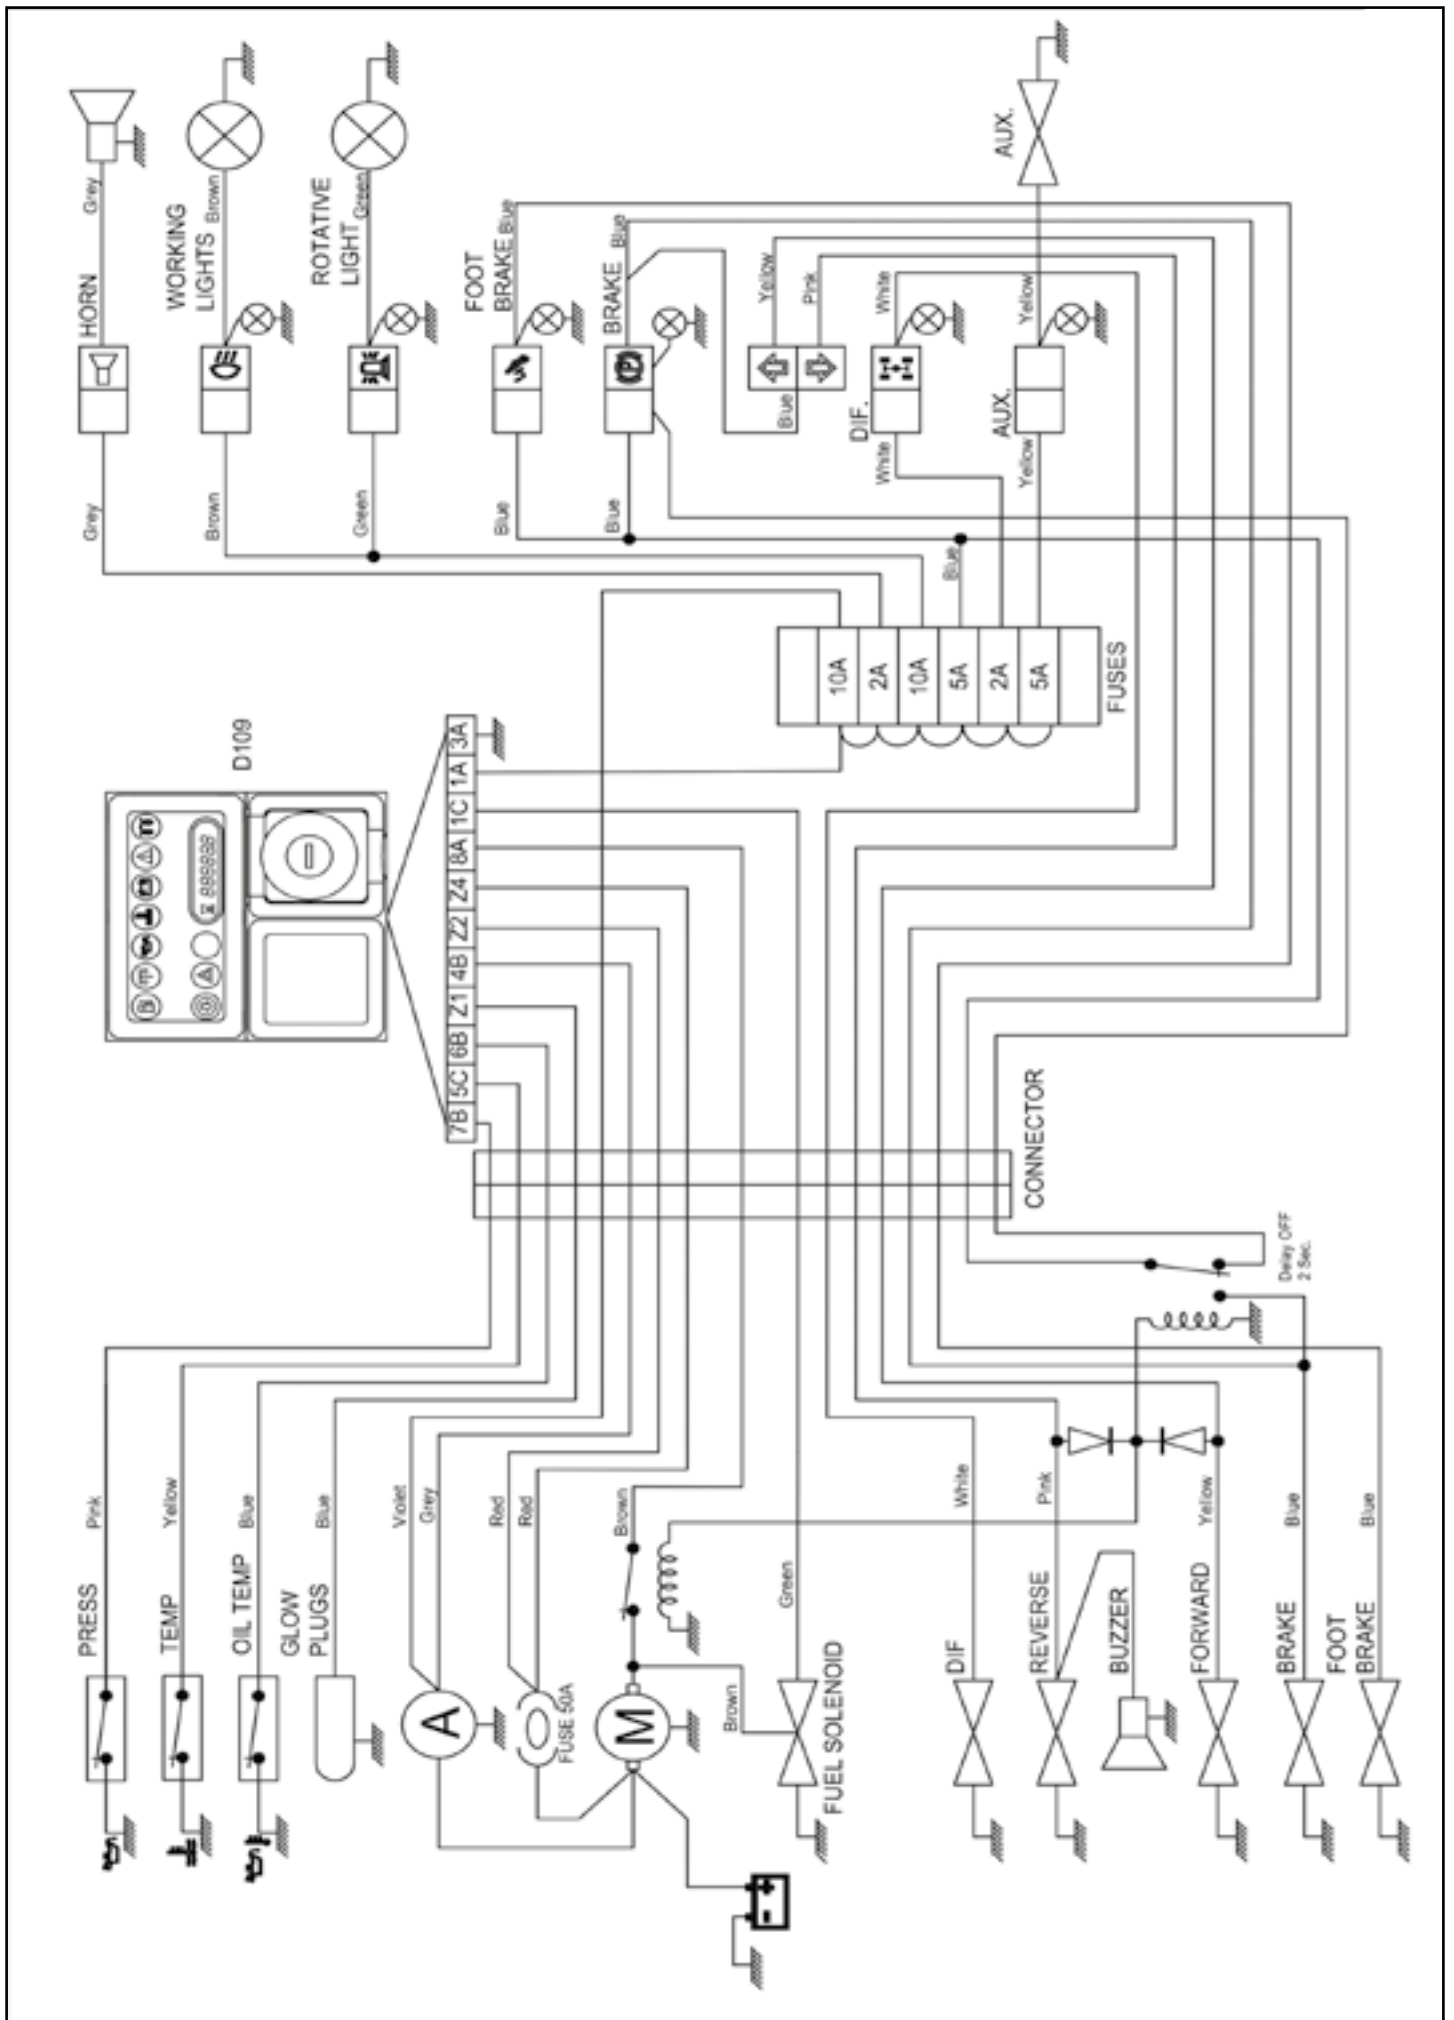 HORN
Grey
Grey
WORKING
LIGHTS
Brown
Brown
ROTATIVE
LIGHT
Green
Green
FOOT
BRAKE
Blue
Blue
BRAKE
Blue
Blue
(P)
Yellow
Pink
Blue
DIF.
White
White
AUX.
Yellow
Yellow
AUX.
Blue
10A
2A
10A
5A
2A
5A
FUSES
D109
888888
7B 5C 6B Z1 4B Z2 Z4 8A 1C 1A 3A
CONNECTOR
Delay OFF
2 Sec.
PRESS
Pink
TEMP
Yellow
OIL TEMP
Blue
GLOW
PLUGS
Blue
Violet
Grey
A
Red
Red
FUSE 50A
Brown
M
Brown
Green
FUEL SOLENOID
DIF
White
REVERSE
Pink
BUZZER
FORWARD
Yellow
BRAKE
Blue
FOOT
BRAKE
Blue
- +